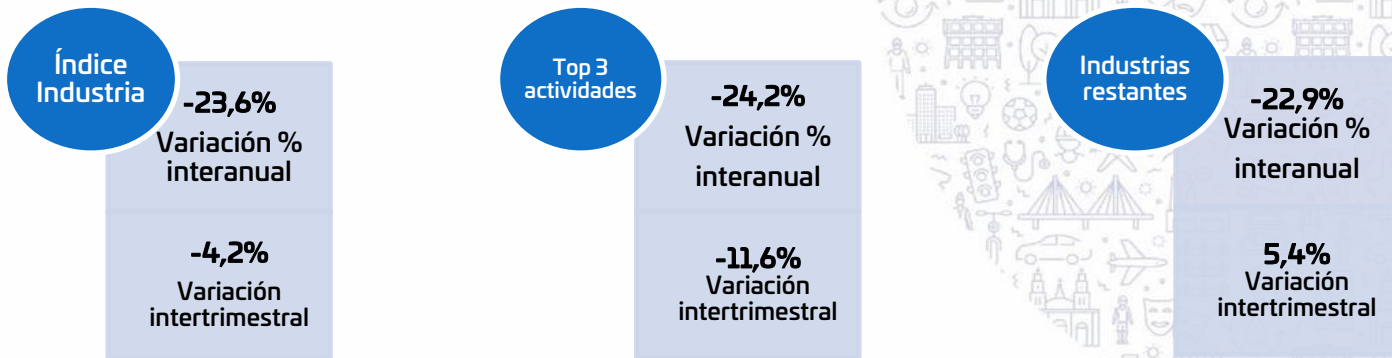 Índice
Industria
-23,6%
Variación %
interanual
-4,2%
Variación
intertrimestral
Top 3
actividades
-24,2%
Variación %
interanual
-11,6%
Variación
intertrimestral
Industrias
restantes
-22,9%
Variación %
interanual
5,4%
Variación
intertrimestral